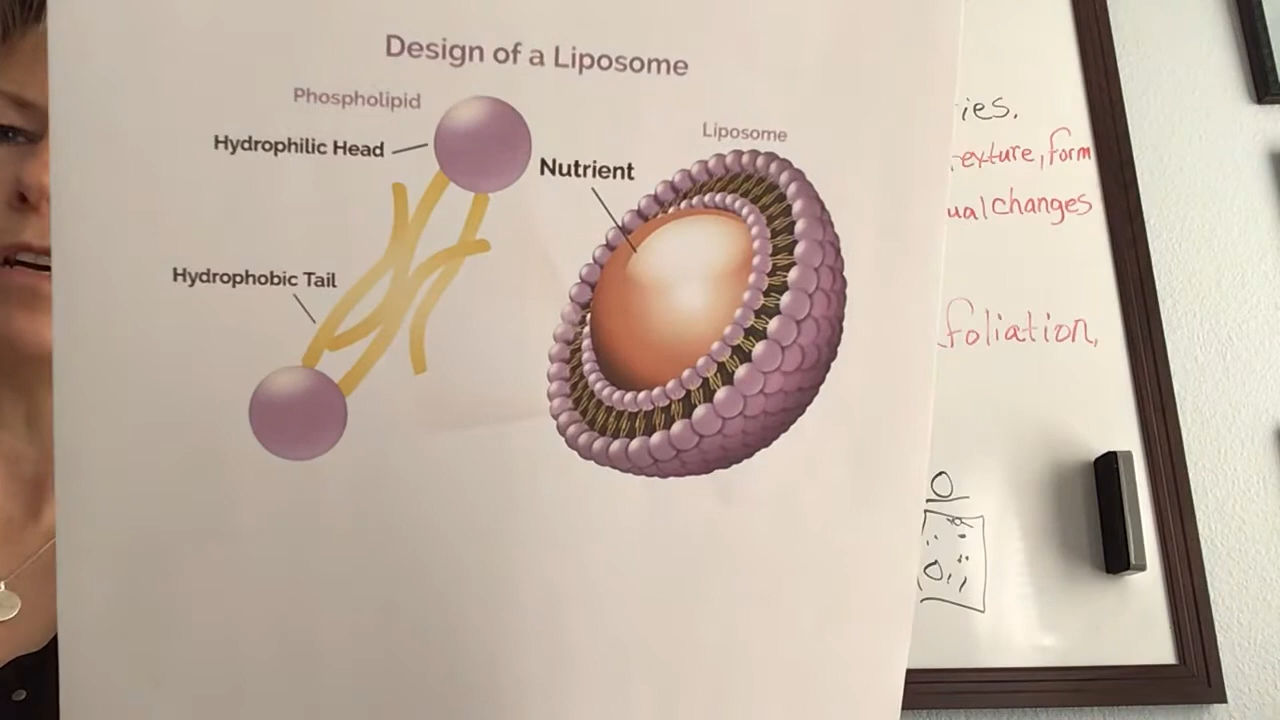 Design of a Liposome
Phospholipid
Hydrophilic Head
Hydrophobic Tail
Liposome
Nutrient
ies.
exture, form
ual changes
foliation,